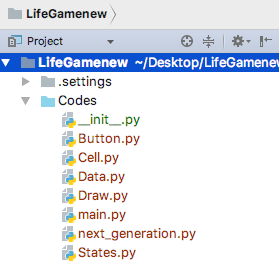 LifeGamenew
Project
LifeGamenew ~/Desktop/LifeGamenew
.settings
Codes
__init__.py
Button.py
Cell.py
Data.py
Draw.py
main.py
next_generation.py
States.py